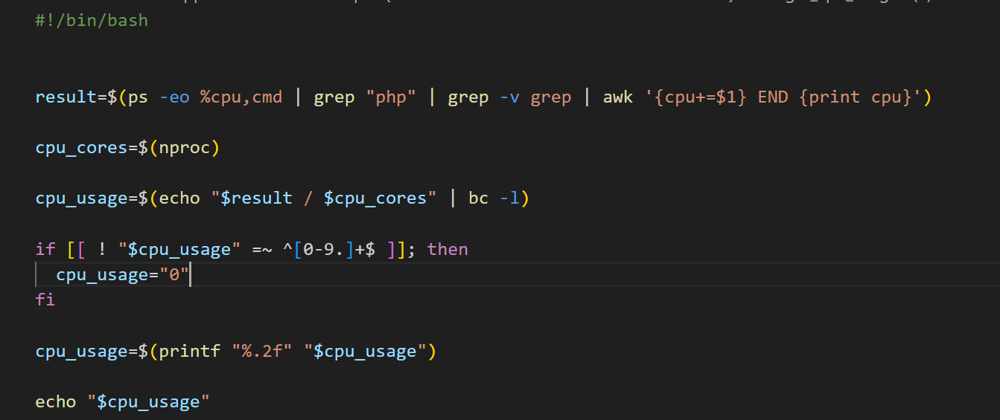 #!/bin/bash
result=$(ps -eo %cpu,cmd | grep "php" | grep -v grep | awk '{cpu+=$1} END {print cpu}')
cpu_cores=$(nproc)
cpu_usage=$(echo "$result / $cpu_cores" | bc -l)
if [[ ! "$cpu_usage" =~ ^[0-9.]+$ ]]; then
  cpu_usage="0"
fi
cpu_usage=$(printf "%.2f" "$cpu_usage")
echo "$cpu_usage"